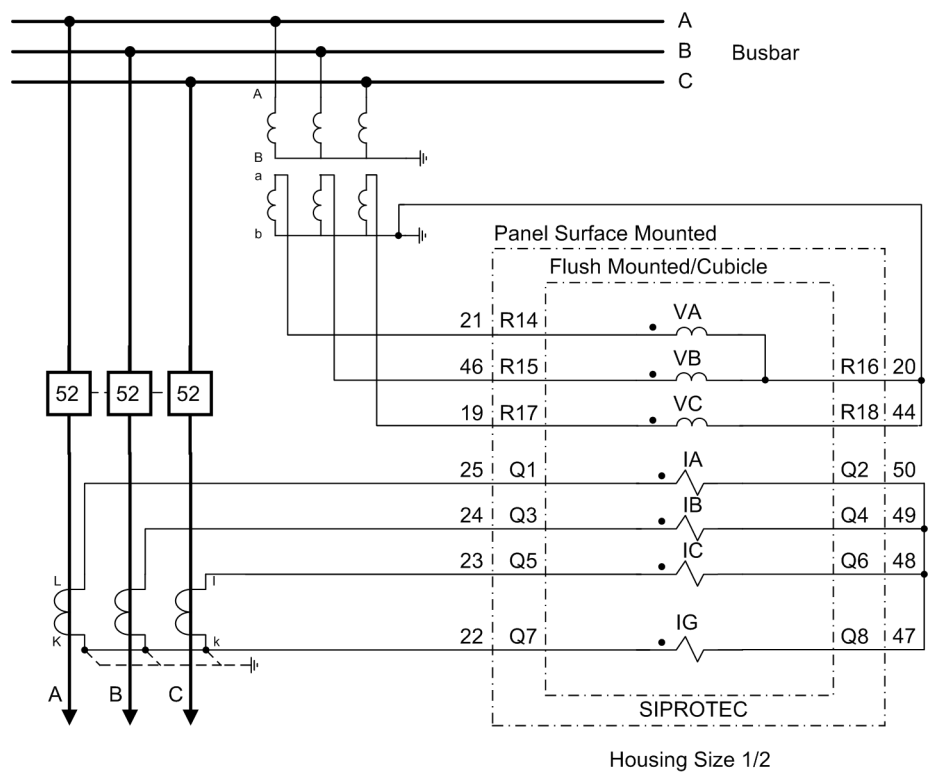 A
B Busbar
C
A
B
a
b
Panel Surface Mounted
Flush Mounted/Cubicle
21 R14 VA
46 R15 VB R16 20
19 R17 VC R18 44
52 52 52
25 Q1 IA Q2 50
24 Q3 IB Q4 49
23 Q5 IC Q6 48
L l
K k
22 Q7 IG Q8 47
A B C
SIPROTEC
Housing Size 1/2